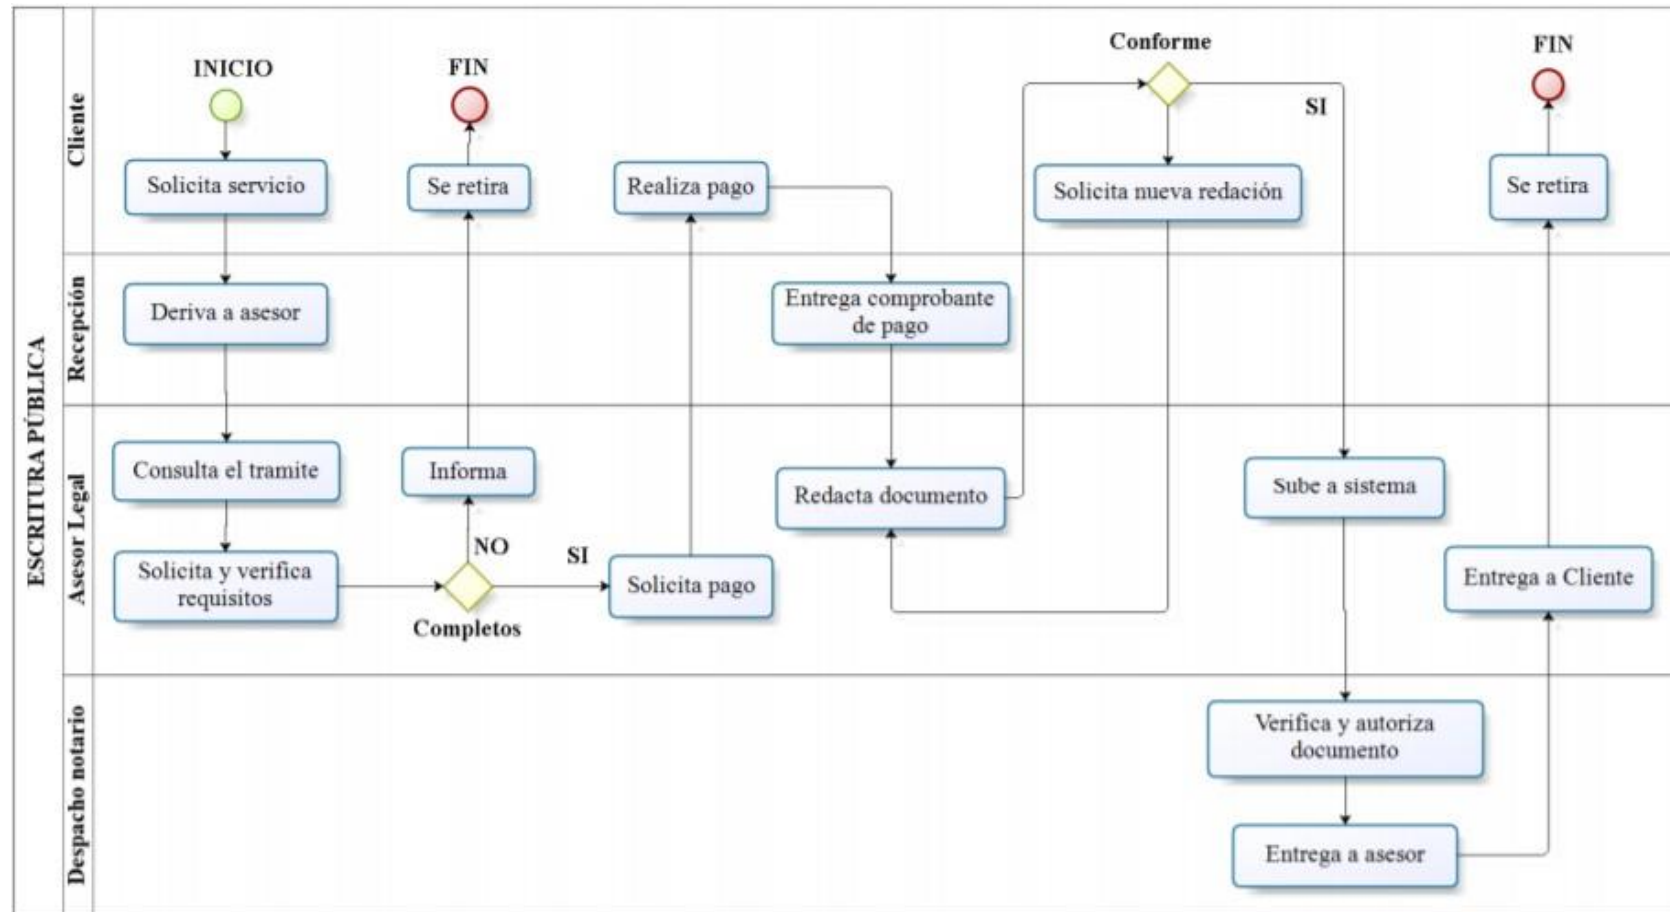 ESCRITURA PÚBLICA
Cliente
INICIO
Solicita servicio
FIN
Se retira
Realiza pago
Conforme
SI
Solicita nueva redación
FIN
Se retira
Recepción
Deriva a asesor
Entrega comprobante
de pago
Asesor Legal
Consulta el tramite
Solicita y verifica
requisitos
Informa
NO
Completos
SI
Solicita pago
Redacta documento
Sube a sistema
Entrega a Cliente
Despacho notario
Verifica y autoriza
documento
Entrega a asesor